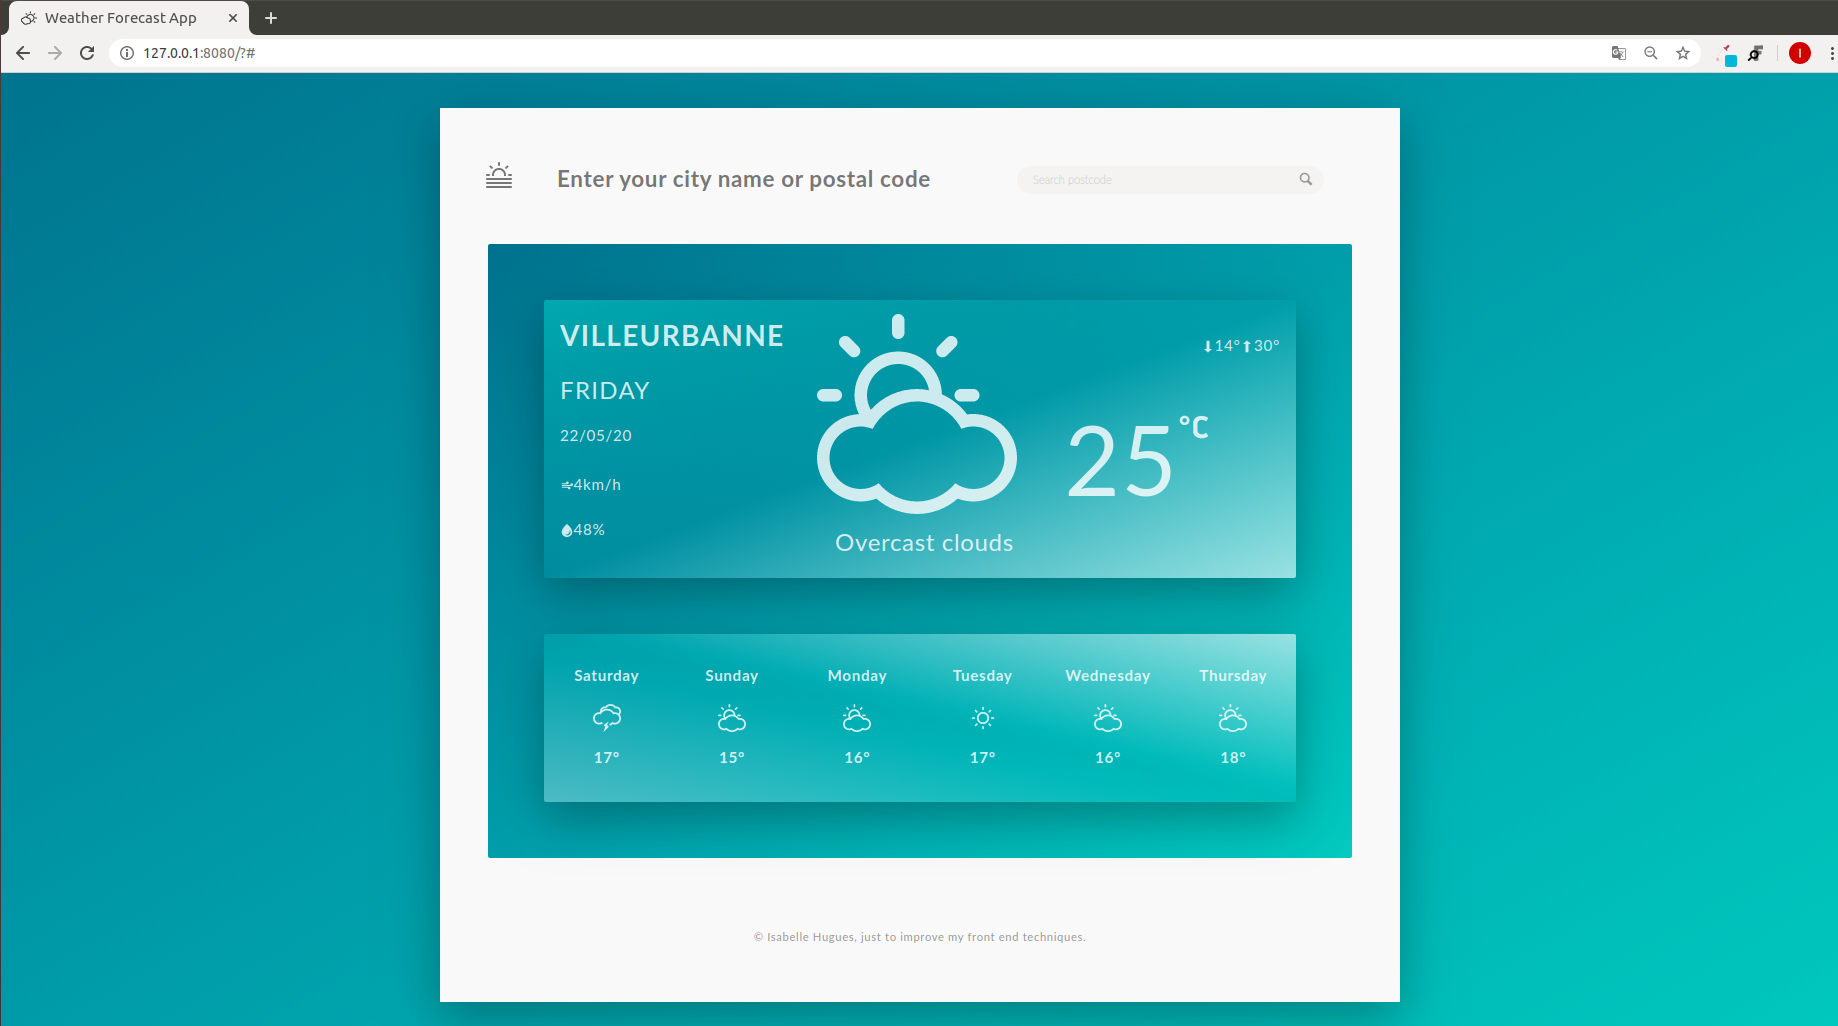 Weather Forecast App
127.0.0.1:8080/?#
I
Enter your city name or postal code
Search postcode
VILLEURBANNE
FRIDAY
22/05/20
4km/h
48%
Overcast clouds
14° 30°
25 °C
Saturday Sunday Monday Tuesday Wednesday Thursday
17° 15° 16° 17° 16° 18°
© Isabelle Hugues, just to improve my front end techniques.